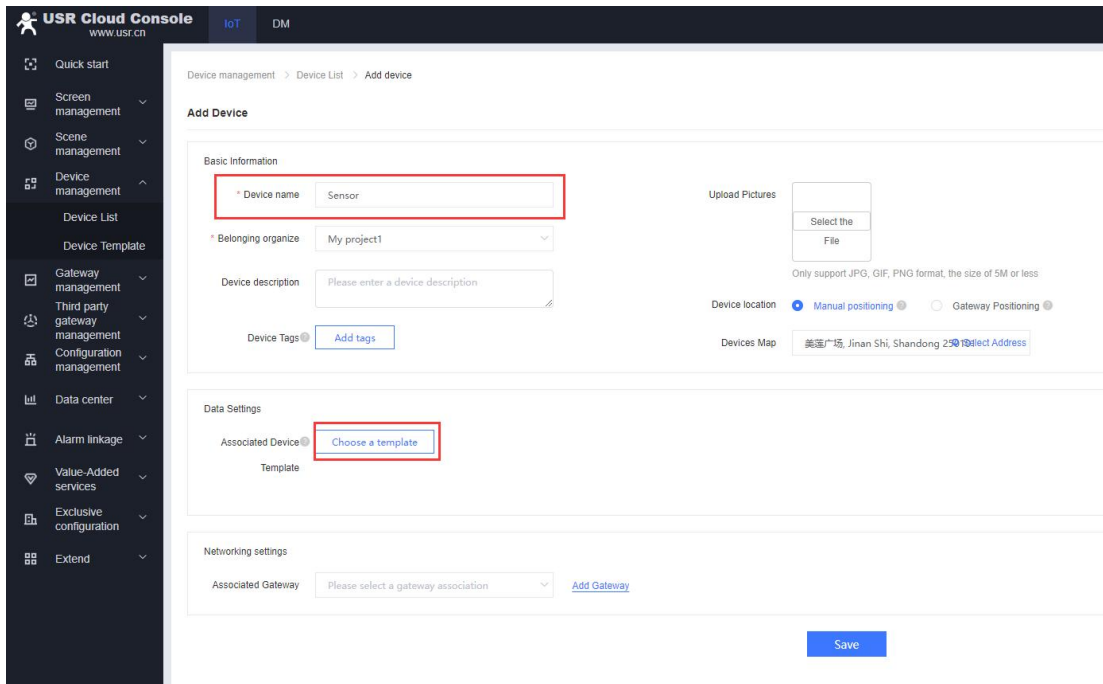 USR Cloud Console
www.usr.cn
IoT
DM
Quick start
Screen
management
Scene
management
Device
management
Device List
Device Template
Gateway
management
Third party
gateway
management
Configuration
management
Data center
Alarm linkage
Value-Added
services
Exclusive
configuration
Extend
Device management > Device List > Add device
Add Device
Basic Information
* Device name
Sensor
* Belonging organize
My project1
Device description
Please enter a device description
Device Tags
Add tags
Upload Pictures
Select the
File
Only support JPG, GIF, PNG format, the size of 5M or less
Device location
Manual positioning
Gateway Positioning
Devices Map
美莲广场, Jinan Shi, Shandong
Select Address
Data Settings
Associated Device
Template
Choose a template
Networking settings
Associated Gateway
Please select a gateway association
Add Gateway
Save